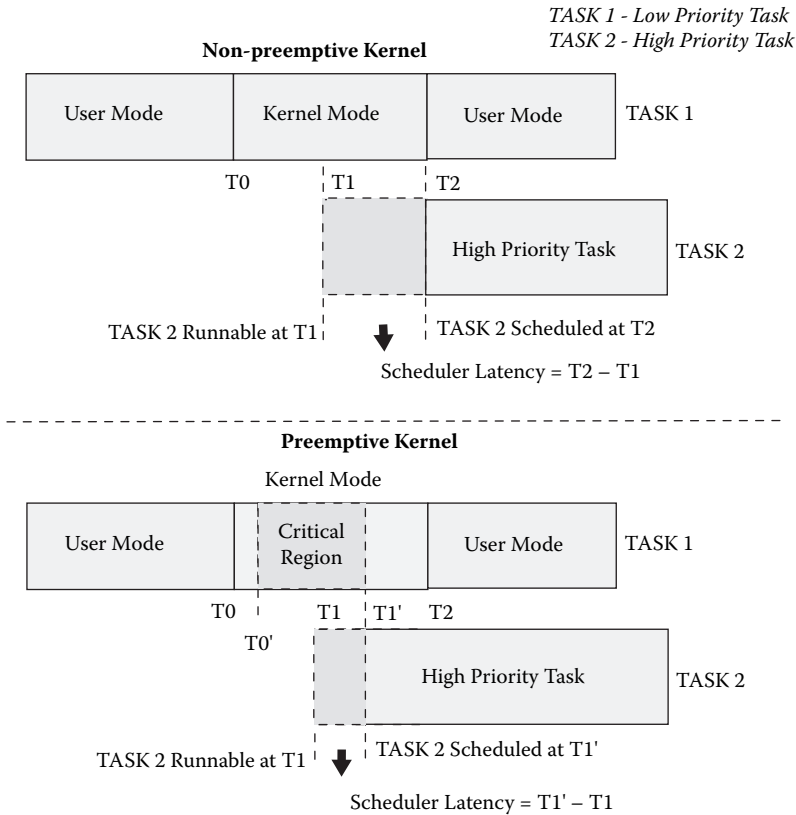 TASK 1 - Low Priority Task
TASK 2 - High Priority Task
Non-preemptive Kernel
User Mode
Kernel Mode
User Mode
TASK 1
T0
T1
T2
High Priority Task
TASK 2
TASK 2 Runnable at T1
TASK 2 Scheduled at T2
Scheduler Latency = T2 – T1
Preemptive Kernel
Kernel Mode
User Mode
Critical
Region
User Mode
TASK 1
T0
T1
T1'
T2
T0'
High Priority Task
TASK 2
TASK 2 Runnable at T1
TASK 2 Scheduled at T1'
Scheduler Latency = T1' – T1